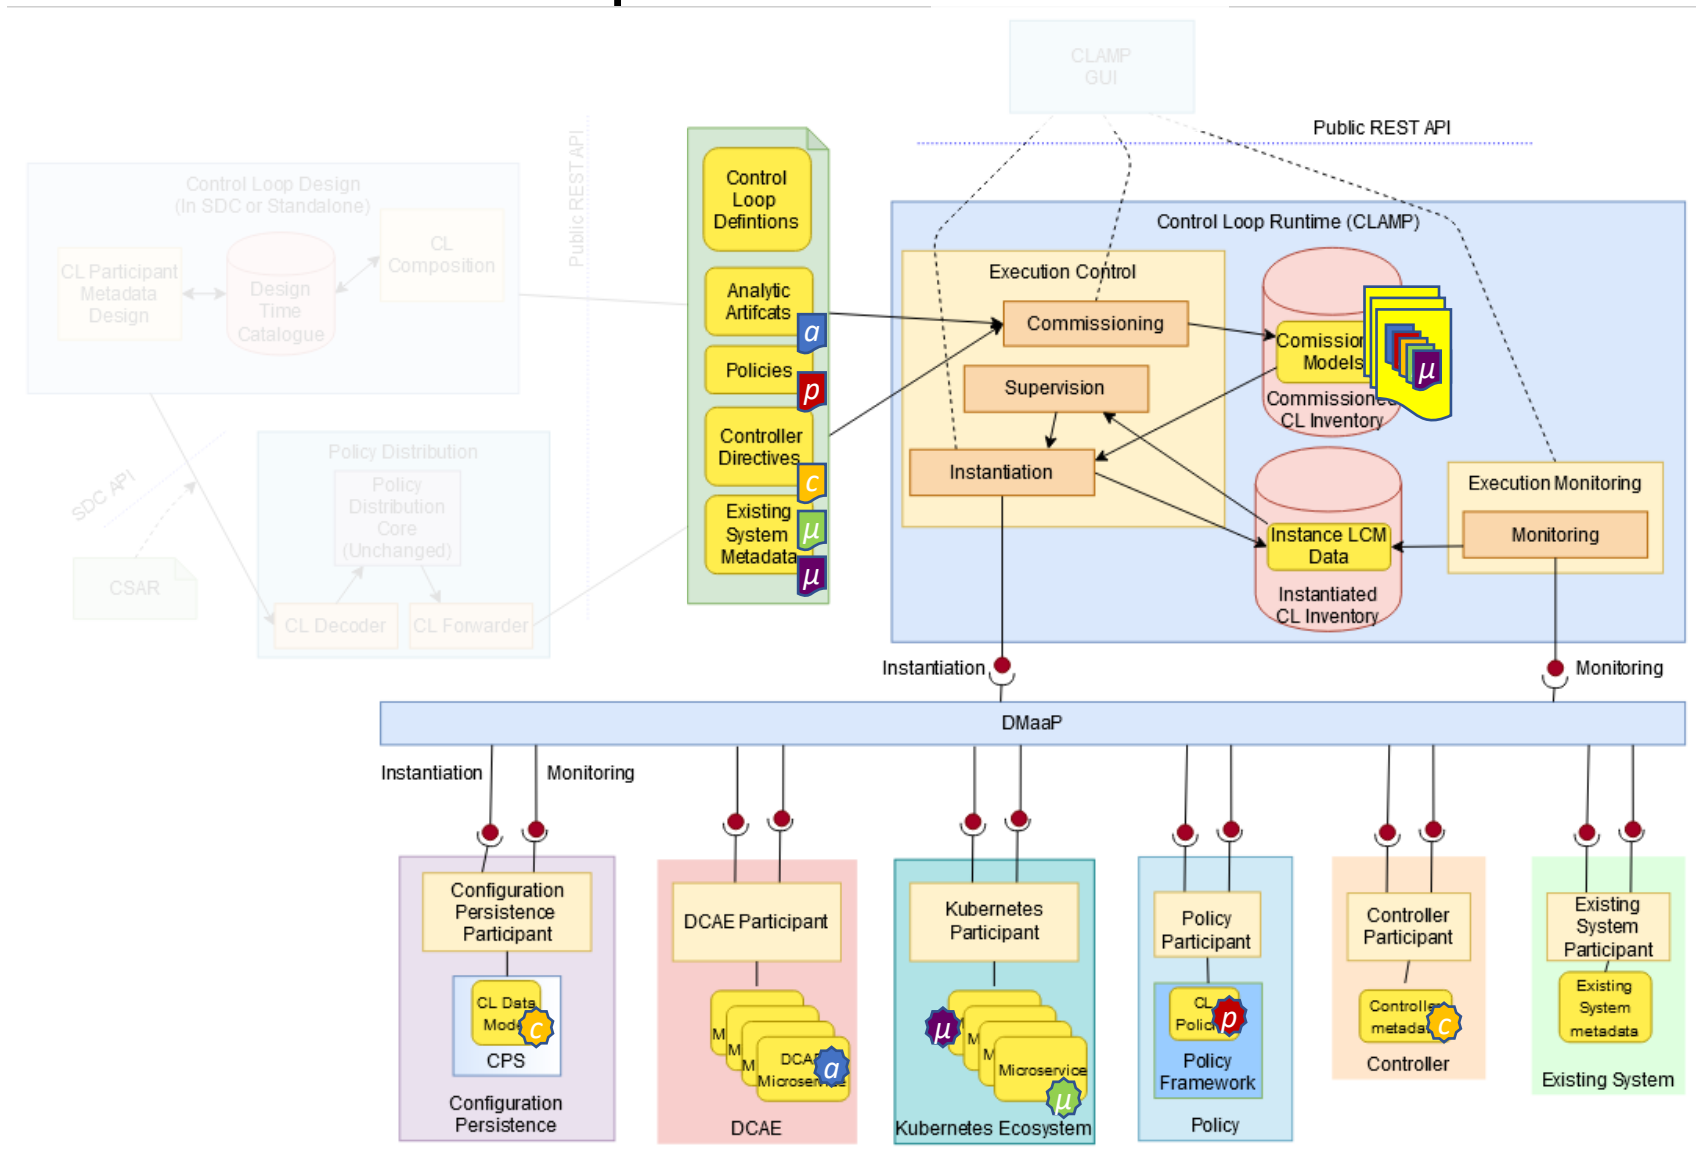 CLAMP
GUI
Public REST API
Public REST API
Control Loop Design
(In SDC or Standalone)
CL Participant
Metadada
Design
Design
Time
Catalogue
CL
Composition
Policy Distribution
Policy
Distribution
Core
(Unchanged)
CL Decoder
CL Forwarder
SDC API
CSAR
Control
Loop
Defintions
Analytic
Artifcats
a
Policies
p
Controller
Directives
c
Existing
System
Metadata
μ
μ
Control Loop Runtime (CLAMP)
Execution Control
Commissioning
Supervision
Instantiation
Comission
Models
μ
Commissioned
CL Inventory
Instance LCM
Data
Instantiated
CL Inventory
Execution Monitoring
Monitoring
Instantiation
Monitoring
DMaaP
Instantiation
Monitoring
Configuration
Persistence
Participant
CL Data
Mode
c
CPS
Configuration
Persistence
DCAE Participant
M
M
M
DCAE
Microservice
a
DCAE
Kubernetes
Participant
μ
M
M
Microservice
μ
Kubernetes Ecosystem
Policy
Participant
CL
Polici
p
Policy
Framework
Policy
Controller
Participant
Controller
metadata
c
Controller
Existing
System
Participant
Existing
System
metadata
Existing System